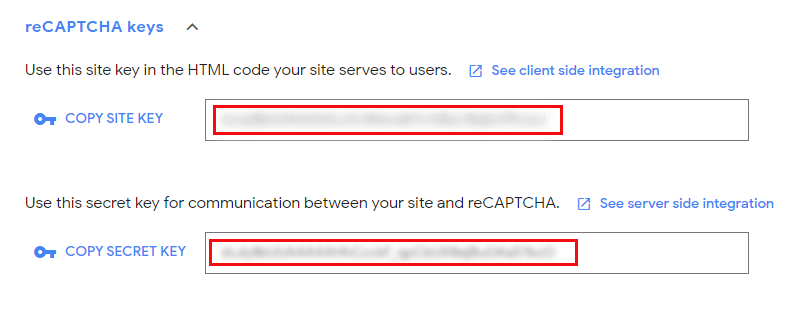 reCAPTCHA keys
Use this site key in the HTML code your site serves to users. See client side integration
COPY SITE KEY
Use this secret key for communication between your site and reCAPTCHA. See server side integration
COPY SECRET KEY